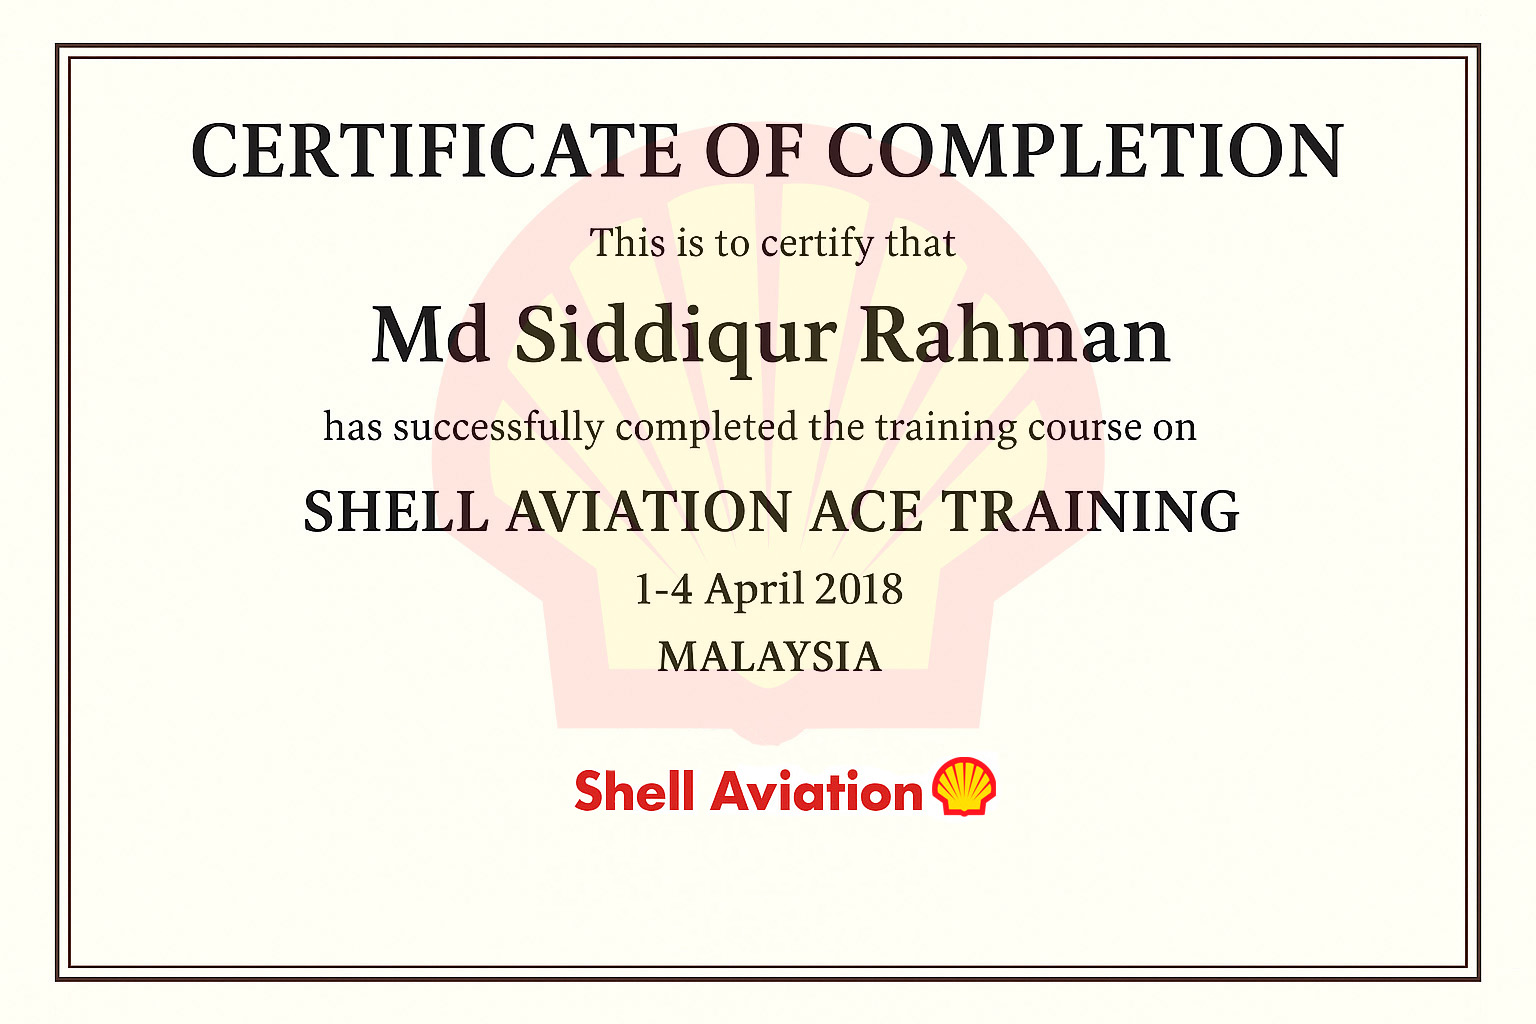 CERTIFICATE OF COMPLETION
This is to certify that
Md Siddiqur Rahman
has successfully completed the training course on
SHELL AVIATION ACE TRAINING
1-4 April 2018
MALAYSIA
Shell Aviation